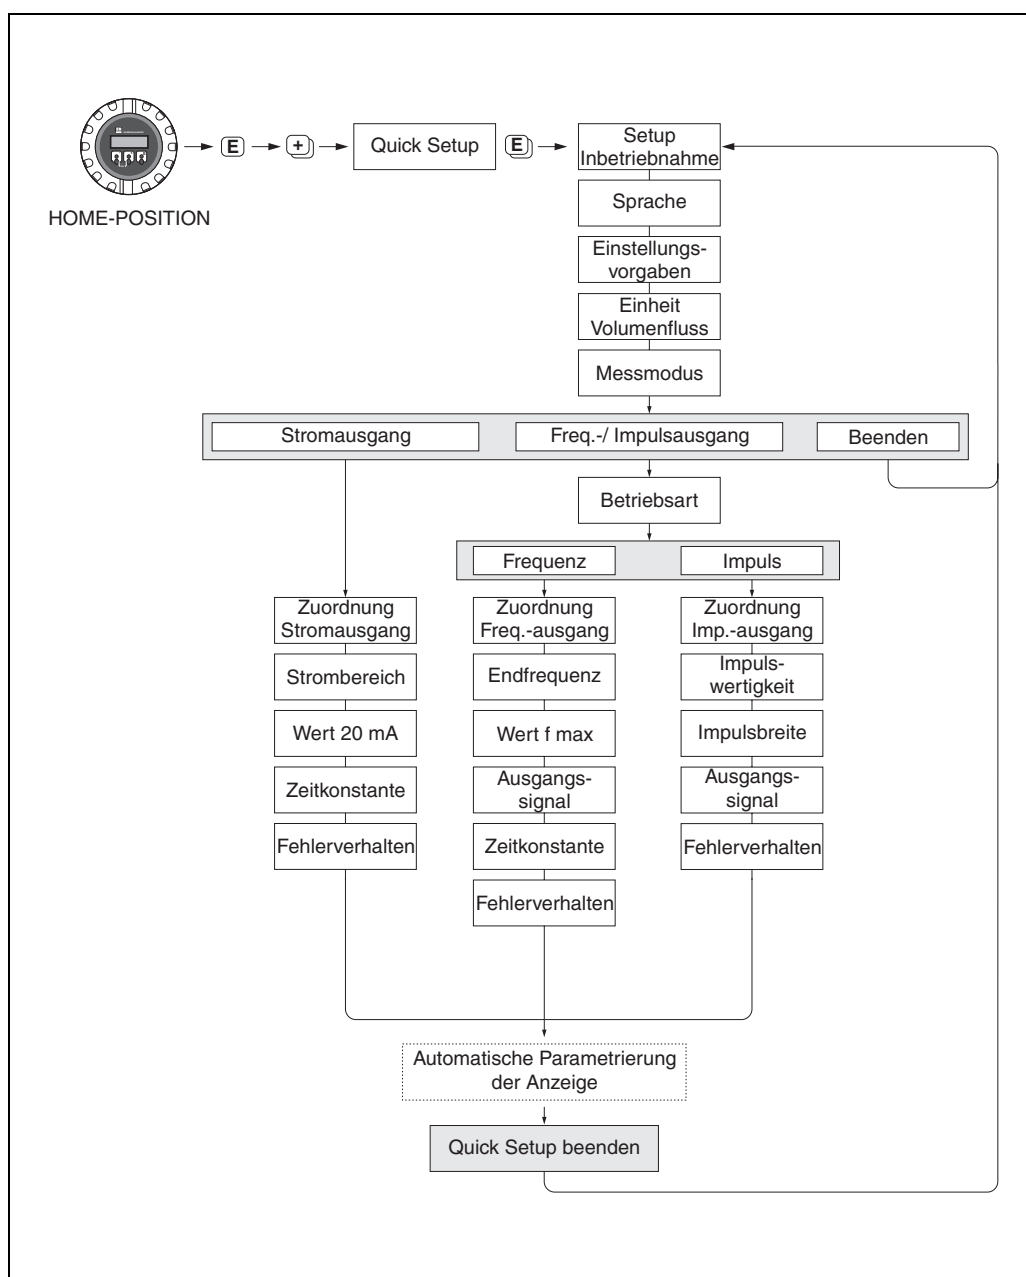 E
+
Quick Setup
E
Setup
Inbetriebnahme
HOME-POSITION
Sprache
Einstellungs-
vorgaben
Einheit
Volumenfluss
Messmodus
Stromausgang
Freq.-/ Impulsausgang
Beenden
Betriebsart
Frequenz
Impuls
Zuordnung
Stromausgang
Strombereich
Wert 20 mA
Zeitkonstante
Fehlerverhalten
Zuordnung
Freq.-ausgang
Endfrequenz
Wert f max
Ausgangs-
signal
Zeitkonstante
Fehlerverhalten
Zuordnung
Imp.-ausgang
Impuls-
wertigkeit
Impulsbreite
Ausgangs-
signal
Fehlerverhalten
Automatische Parametrierung
der Anzeige
Quick Setup beenden